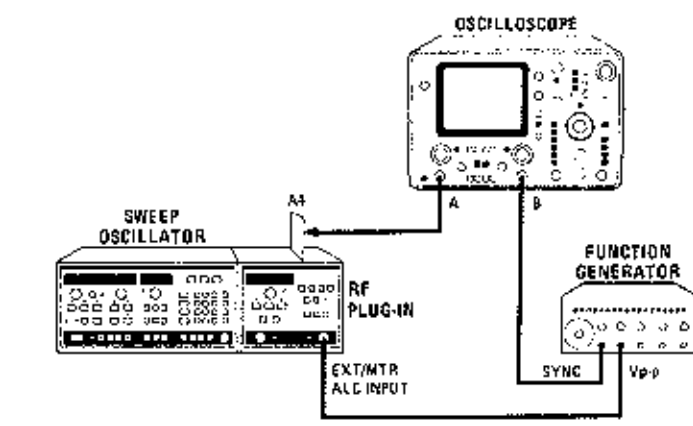 OSCILLOSCOPE
A
B
A4
SWEEP
OSCILLATOR
RF
PLUG-IN
FUNCTION
GENERATOR
EXT/MTR
ALC INPUT
SYNC
Vp-p